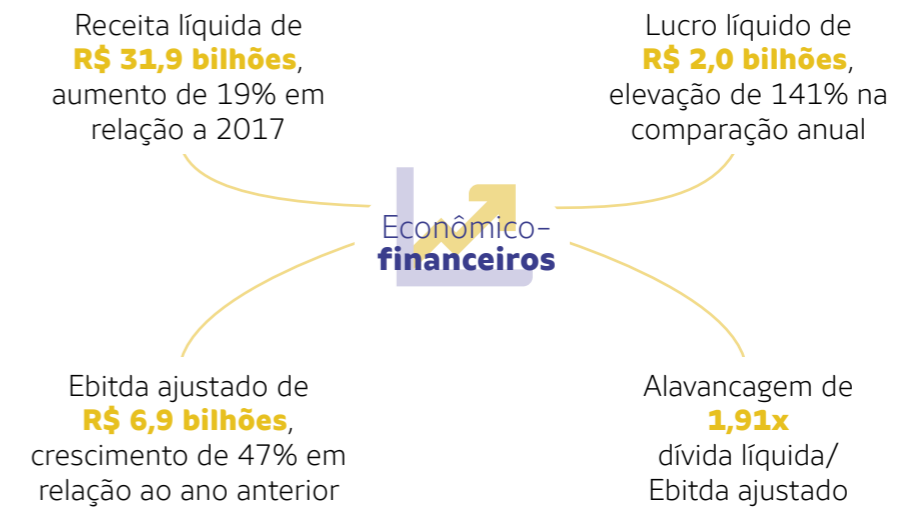 Receita líquida de
R$ 31,9 bilhões,
aumento de 19% em
relação a 2017
Lucro líquido de
R$ 2,0 bilhões,
elevação de 141% na
comparação anual
Econômico-
financeiros
Ebitda ajustado de
R$ 6,9 bilhões,
crescimento de 47% em
relação ao ano anterior
Alavancagem de
1,91x
dívida líquida/
Ebitda ajustado